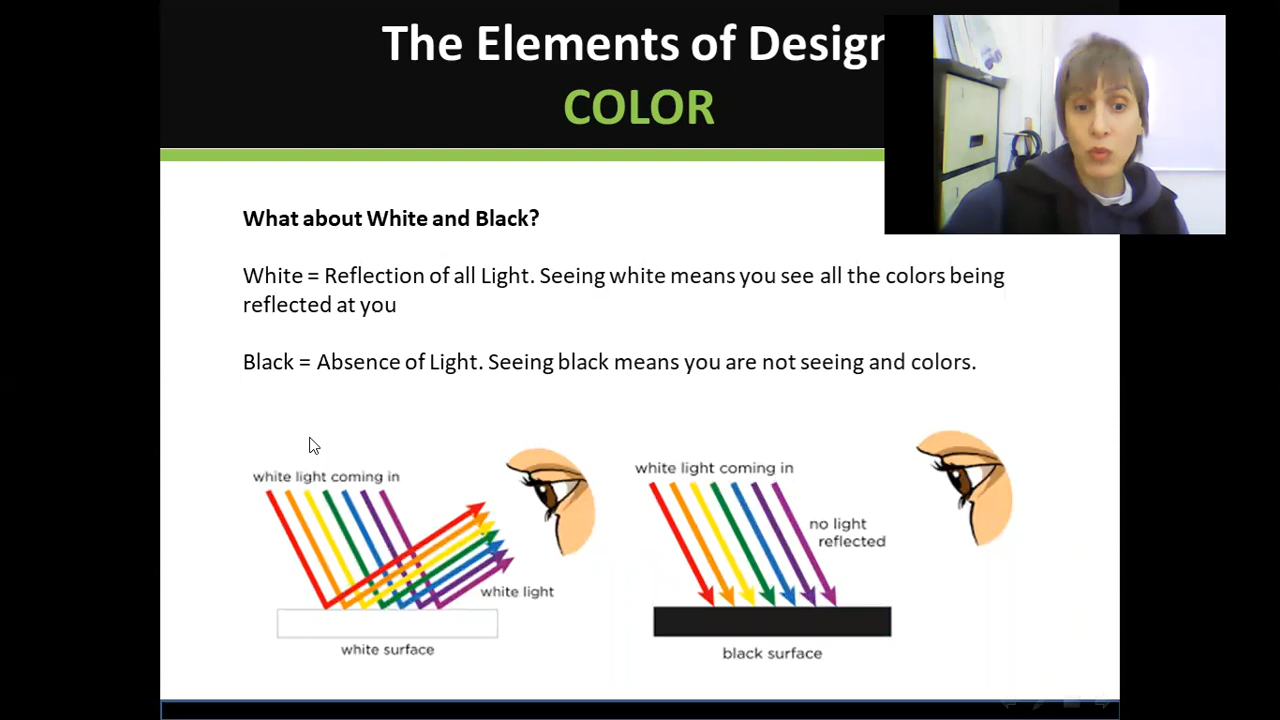 The Elements of Design
COLOR
What about White and Black?
White = Reflection of all Light. Seeing white means you see all the colors being
reflected at you
Black = Absence of Light. Seeing black means you are not seeing and colors.
white light coming in
white light
white surface
white light coming in
no light
reflected
black surface